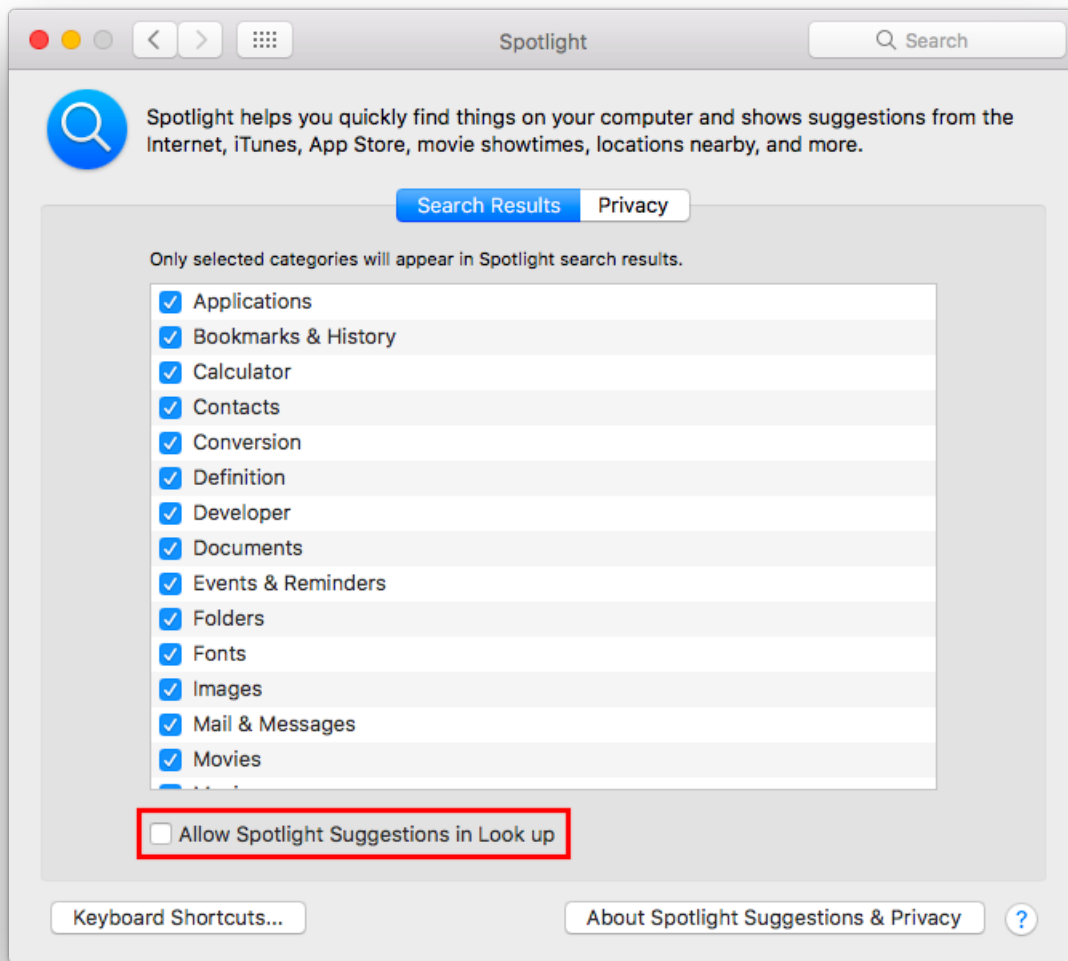 Spotlight
Search
Spotlight helps you quickly find things on your computer and shows suggestions from the
Internet, iTunes, App Store, movie showtimes, locations nearby, and more.
Search Results
Privacy
Only selected categories will appear in Spotlight search results.
Applications
Bookmarks & History
Calculator
Contacts
Conversion
Definition
Developer
Documents
Events & Reminders
Folders
Fonts
Images
Mail & Messages
Movies
Allow Spotlight Suggestions in Look up
Keyboard Shortcuts...
About Spotlight Suggestions & Privacy
?